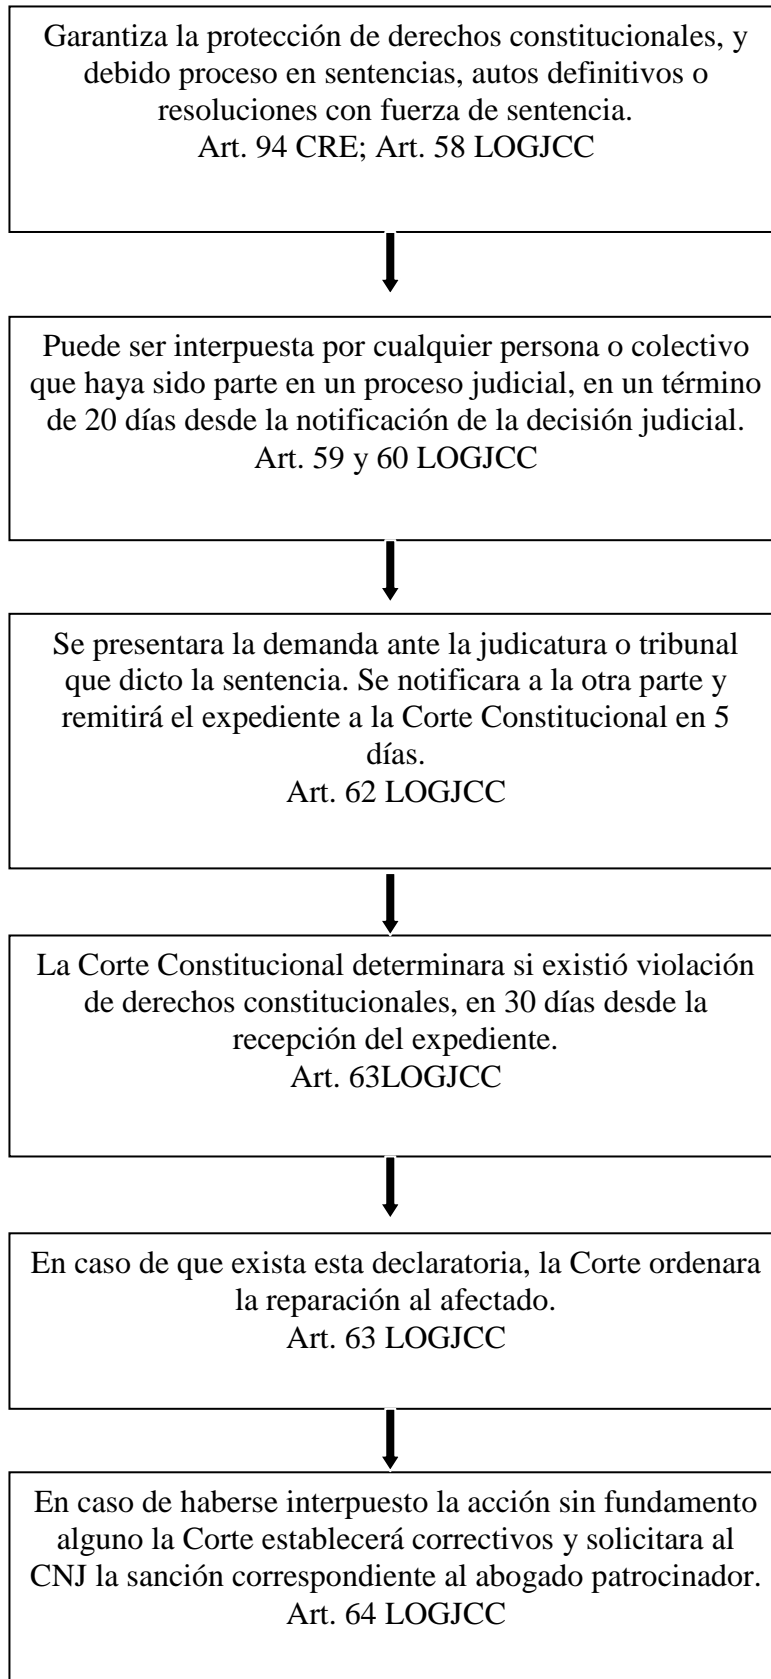 Garantiza la protección de derechos constitucionales, y
debido proceso en sentencias, autos definitivos o
resoluciones con fuerza de sentencia.
Art. 94 CRE; Art. 58 LOGJCC
Puede ser interpuesta por cualquier persona o colectivo
que haya sido parte en un proceso judicial, en un término
de 20 días desde la notificación de la decisión judicial.
Art. 59 y 60 LOGJCC
Se presentara la demanda ante la judicatura o tribunal
que dicto la sentencia. Se notificara a la otra parte y
remitirá el expediente a la Corte Constitucional en 5
días.
Art. 62 LOGJCC
La Corte Constitucional determinara si existió violación
de derechos constitucionales, en 30 días desde la
recepción del expediente.
Art. 63LOGJCC
En caso de que exista esta declaratoria, la Corte ordenara
la reparación al afectado.
Art. 63 LOGJCC
En caso de haberse interpuesto la acción sin fundamento
alguno la Corte establecerá correctivos y solicitara al
CNJ la sanción correspondiente al abogado patrocinador.
Art. 64 LOGJCC